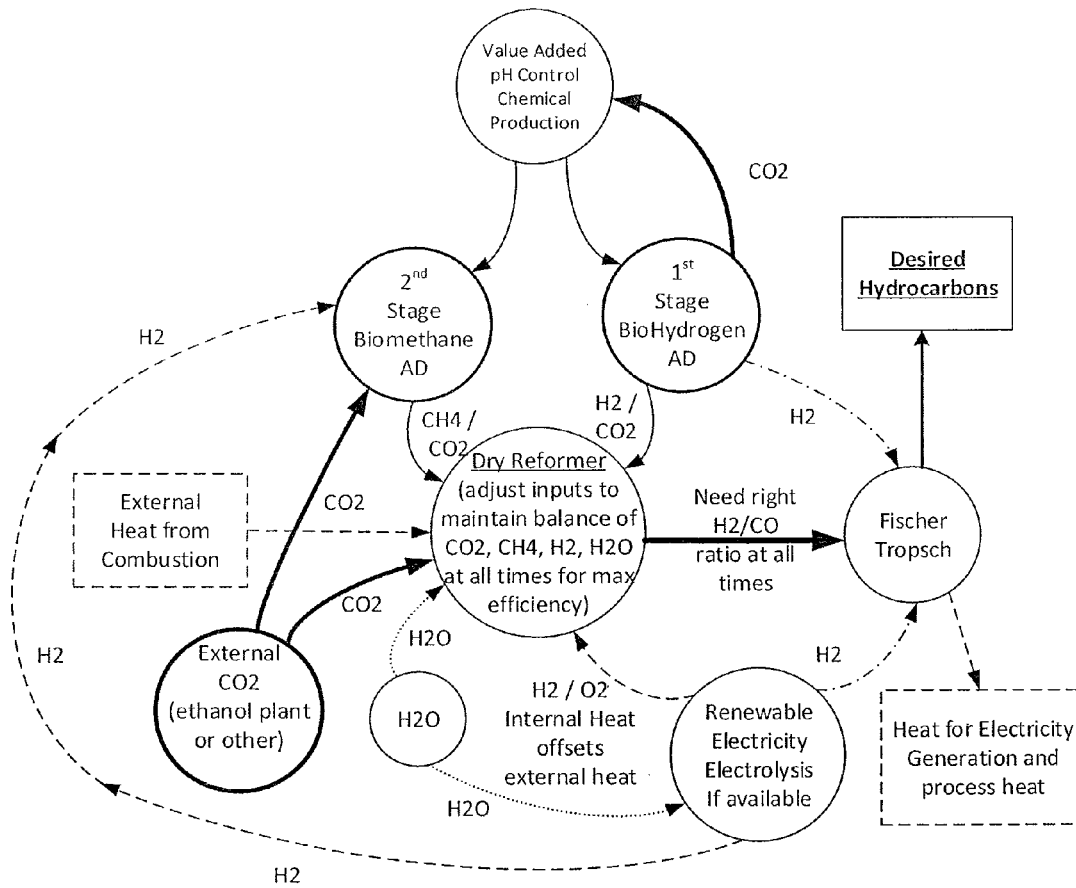 Value Added
pH Control
Chemical
Production
CO2
Desired
Hydrocarbons
2nd
Stage
Biomethane
AD
1st
Stage
BioHydrogen
AD
H2
CH4 /
CO2
H2 /
CO2
H2
Dry Reformer
(adjust inputs to
maintain balance of
CO2, CH4, H2, H2O
at all times for max
efficiency)
External
Heat from
Combustion
CO2
CO2
Need right
H2/CO
ratio at all
times
Fischer
Tropsch
H2O
H2
H2
External
CO2
(ethanol plant
or other)
H2O
H2 / O2
Internal Heat
offsets
external heat
Renewable
Electricity
Electrolysis
If available
Heat for Electricity
Generation and
process heat
H2O
H2